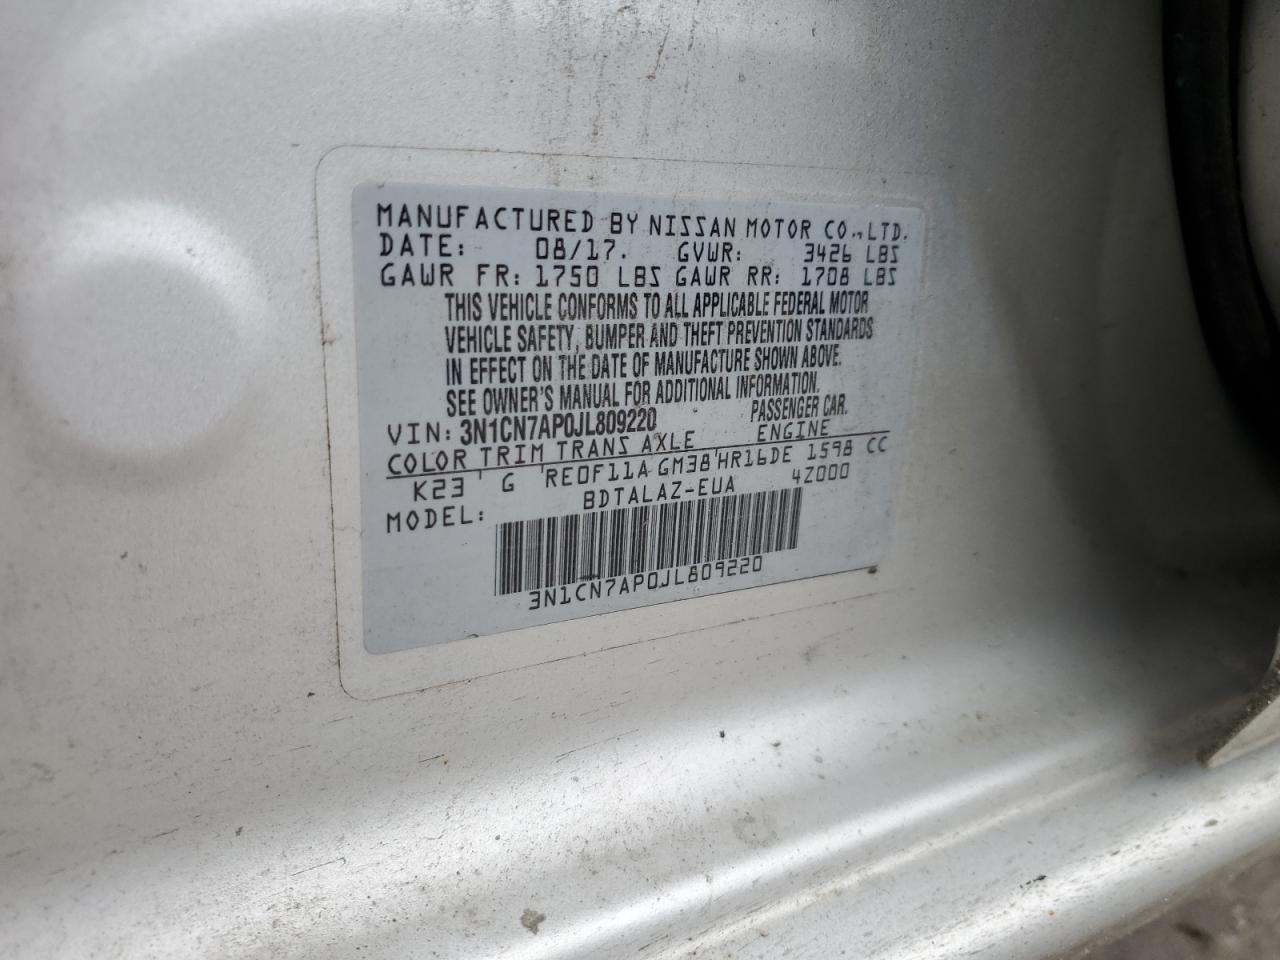 MANUFACTURED BY NISSAN MOTOR CO.,LTD.
DATE: 08/17. GVWR: 3426 LBS
GAWR FR: 1750 LBS GAWR RR: 1708 LBS
THIS VEHICLE CONFORMS TO ALL APPLICABLE FEDERAL MOTOR
VEHICLE SAFETY, BUMPER AND THEFT PREVENTION STANDARDS
IN EFFECT ON THE DATE OF MANUFACTURE SHOWN ABOVE.
SEE OWNER'S MANUAL FOR ADDITIONAL INFORMATION.
VIN: 3N1CN7AP0JL809220 PASSENGER CAR.
COLOR TRIM TRANS AXLE ENGINE
K23 ' G 'RE0F11A GM38'HR16DE 1598 CC
MODEL: BDTALAZ-EUA 4Z000
3N1CN7AP0JL809220